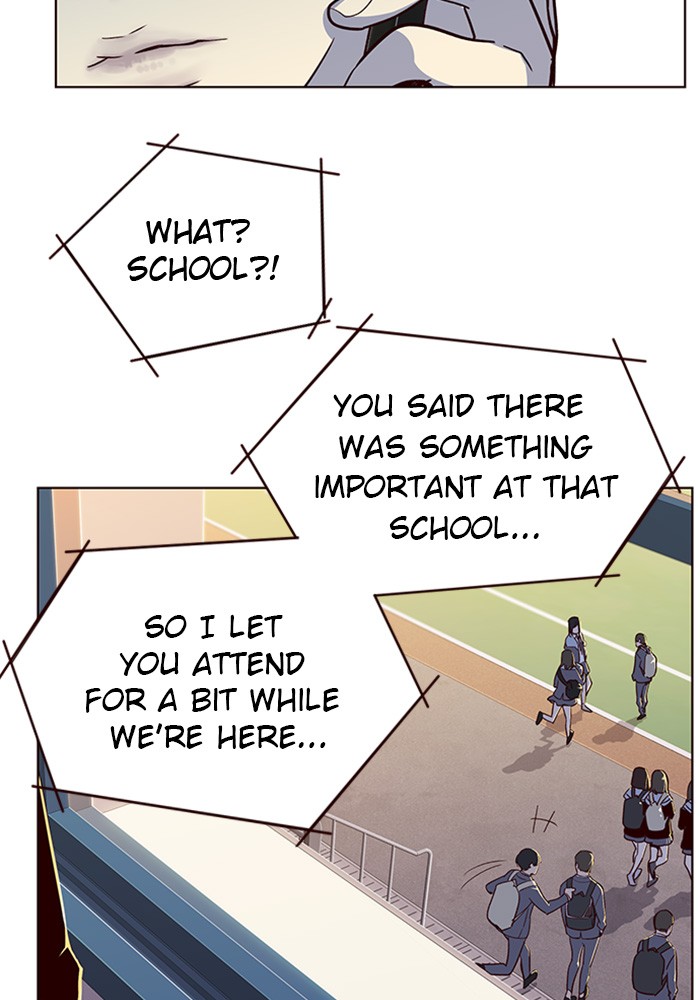 WHAT?
SCHOOL?!
YOU SAID THERE
WAS SOMETHING
IMPORTANT AT THAT
SCHOOL...
SO I LET
YOU ATTEND
FOR A BIT WHILE
WE'RE HERE...